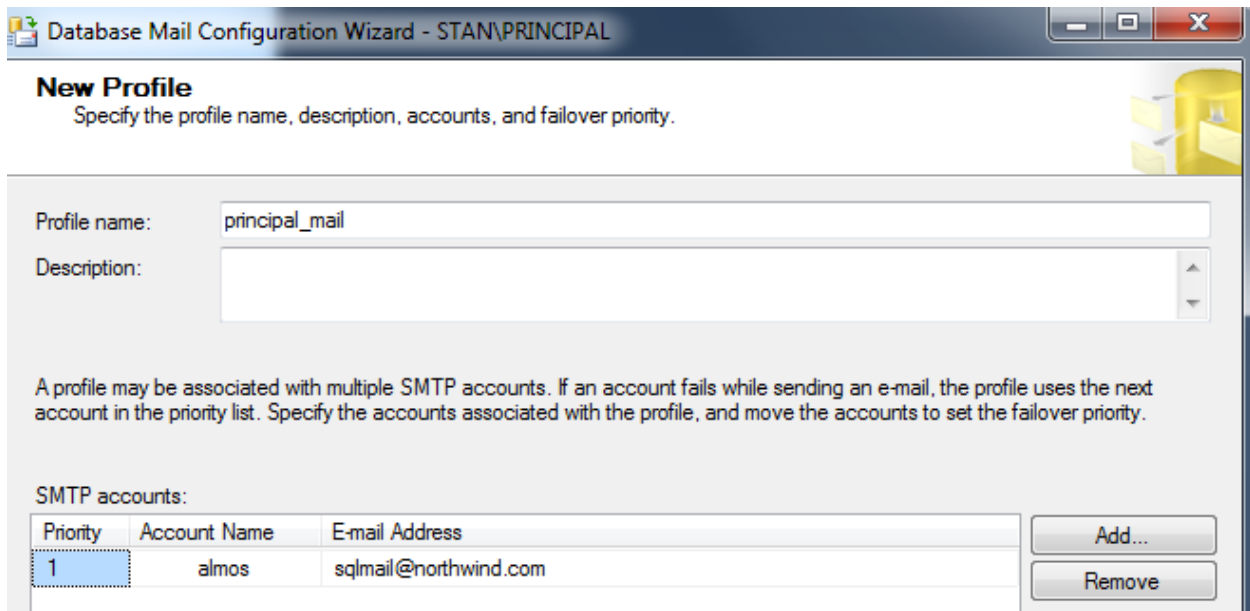 Database Mail Configuration Wizard - STAN\PRINCIPAL
New Profile
Specify the profile name, description, accounts, and failover priority.
Profile name: principal_mail
Description:
A profile may be associated with multiple SMTP accounts. If an account fails while sending an e-mail, the profile uses the next
account in the priority list. Specify the accounts associated with the profile, and move the accounts to set the failover priority.
SMTP accounts:
Priority Account Name E-mail Address Add...
1 almos sqlmail@northwind.com Remove